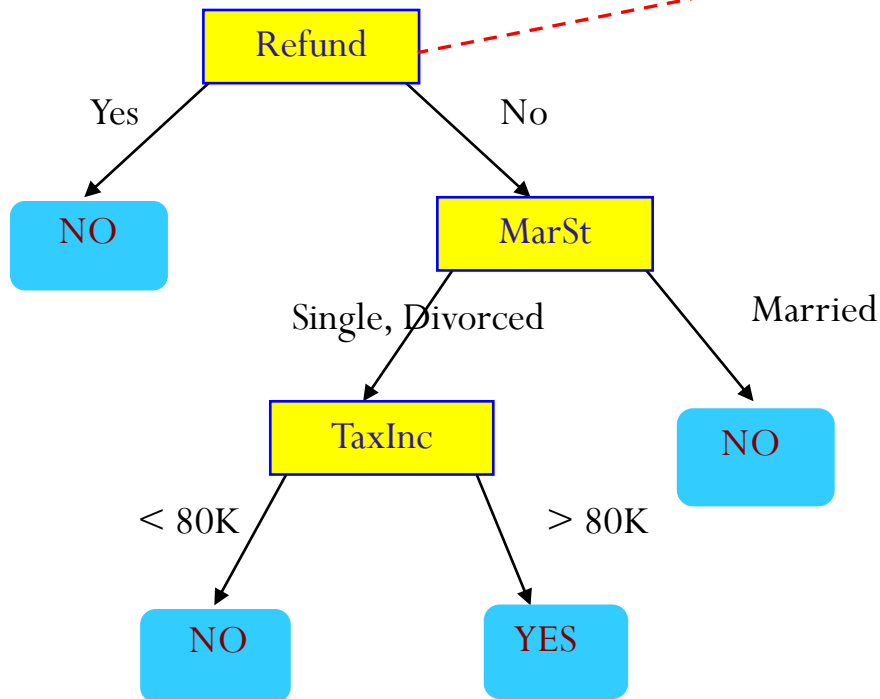 Refund
Yes
No
NO
MarSt
Single, Divorced
Married
TaxInc
NO
< 80K
> 80K
NO
YES